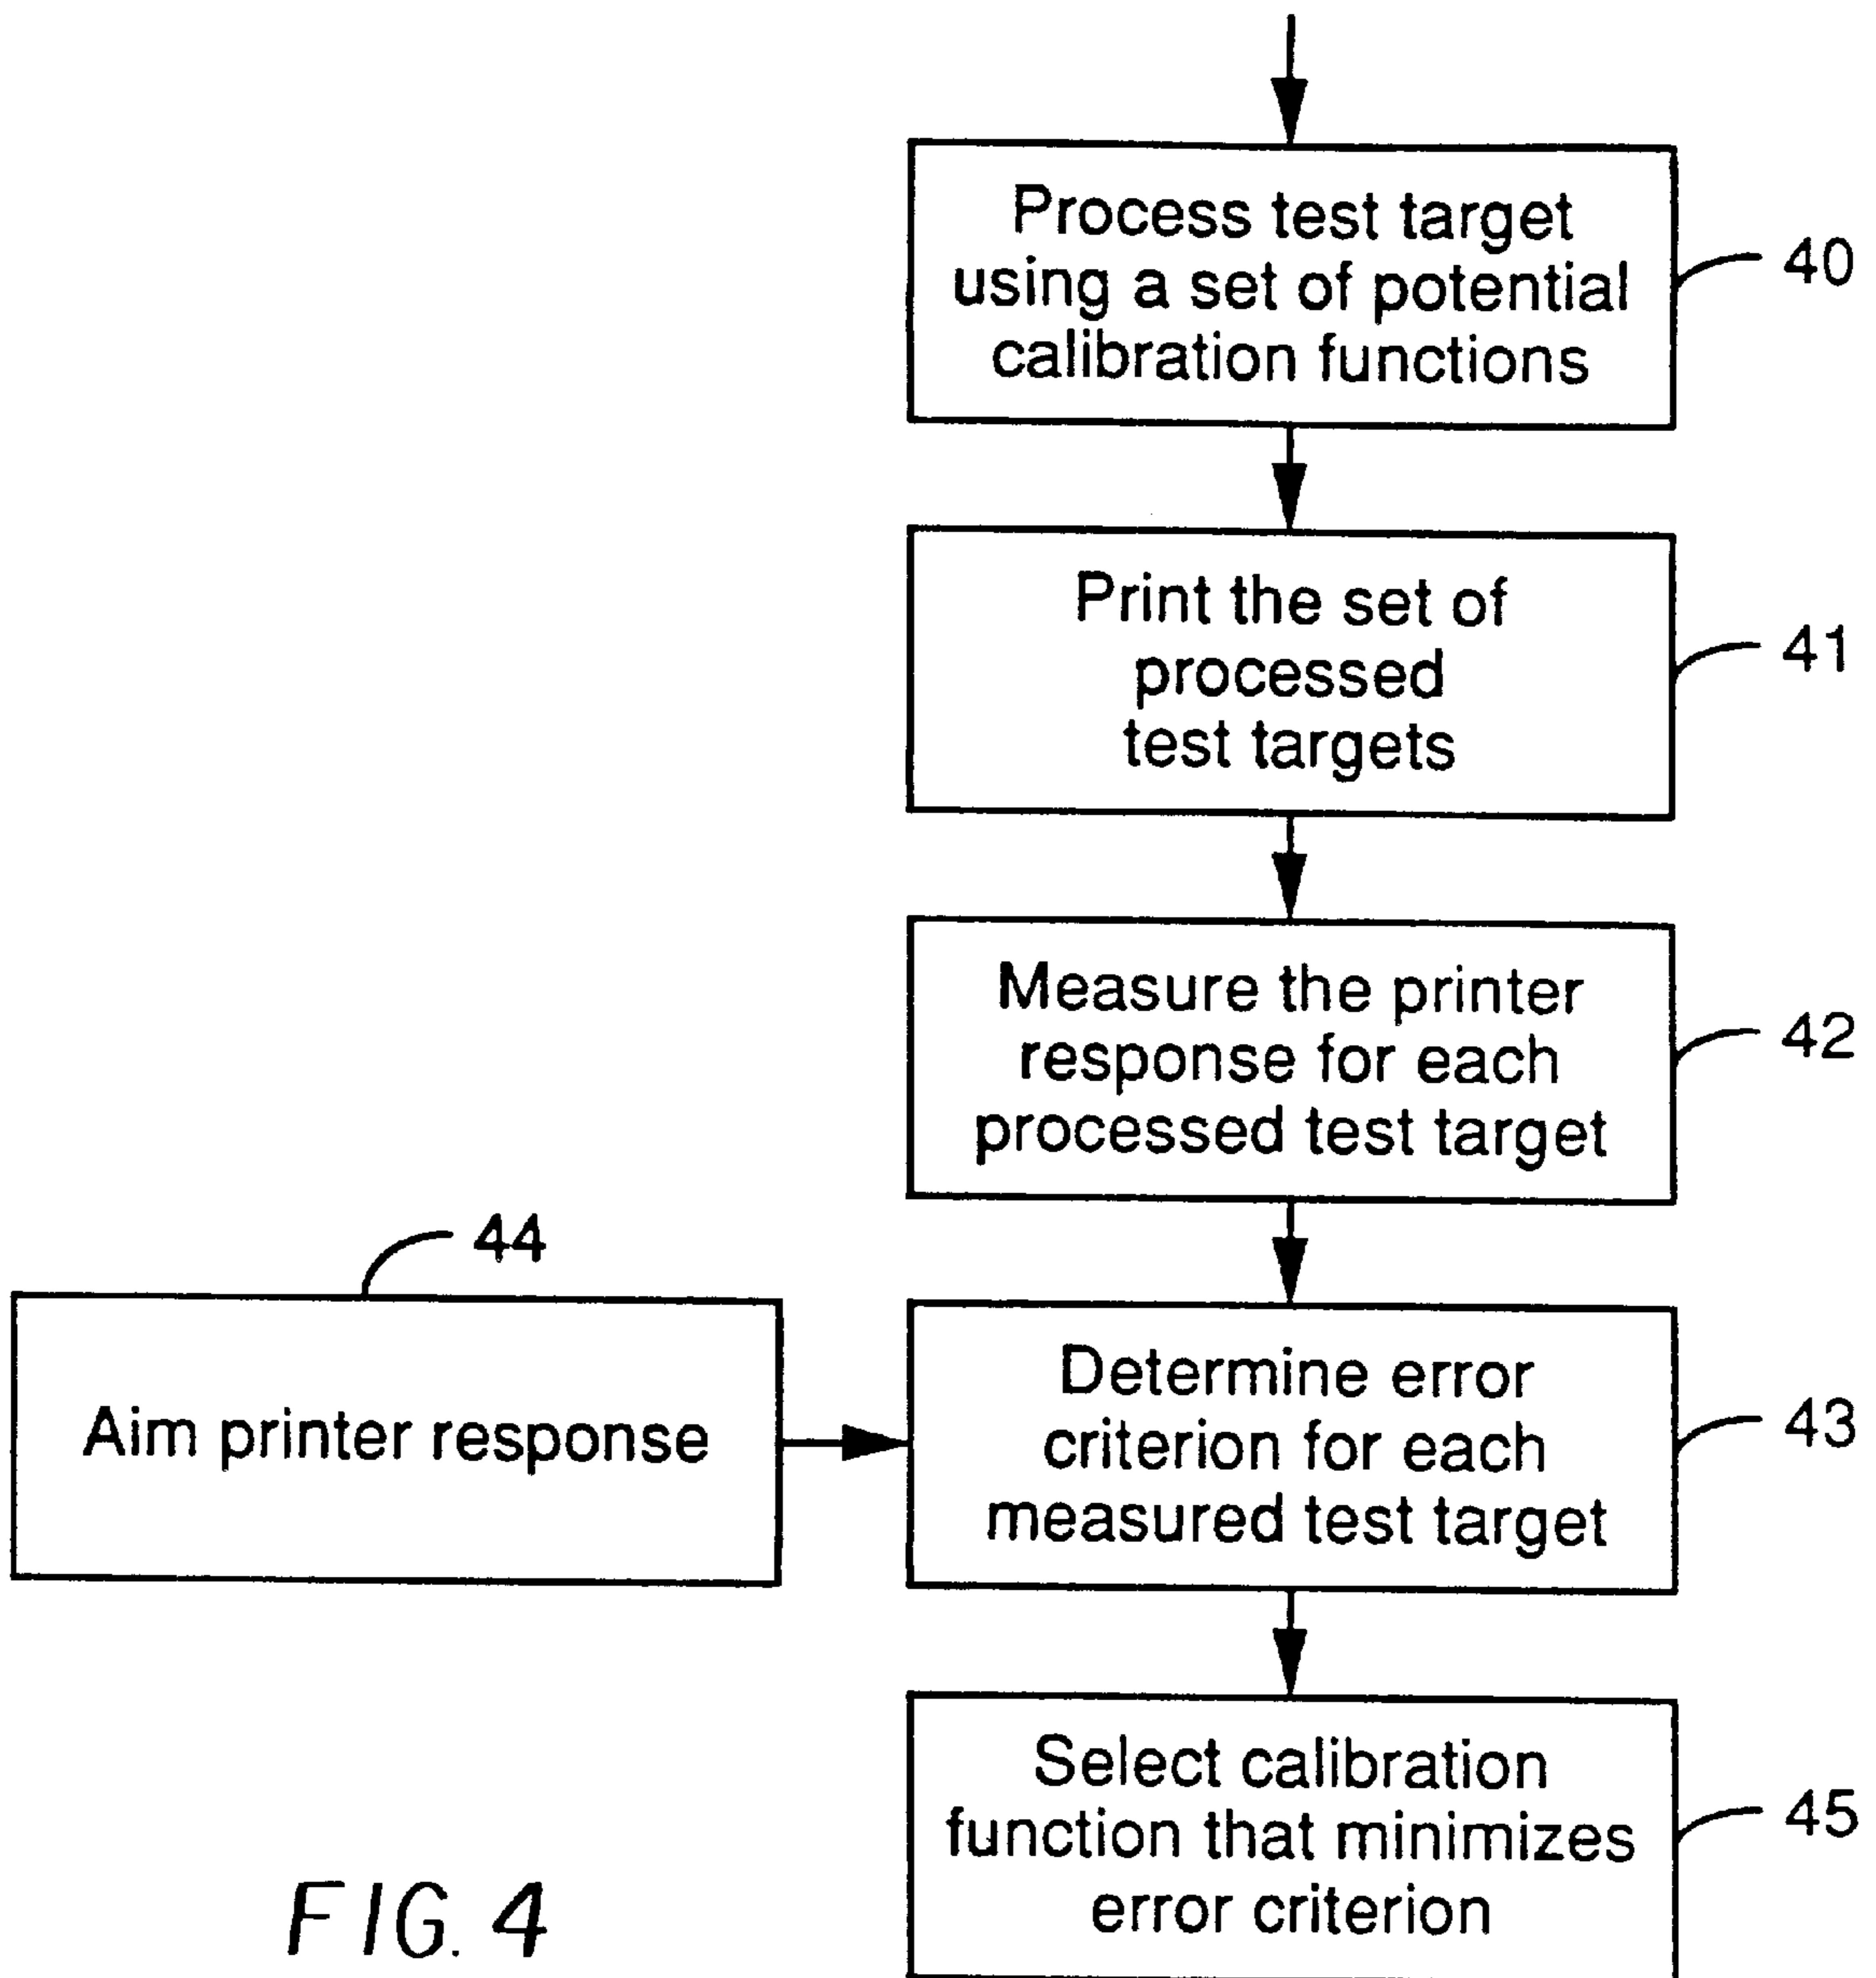 Process test target
using a set of potential
calibration functions
40
Print the set of
processed
test targets
41
Measure the printer
response for each
processed test target
42
44
Aim printer response
Determine error
criterion for each
measured test target
43
Select calibration
function that minimizes
error criterion
45
FIG. 4